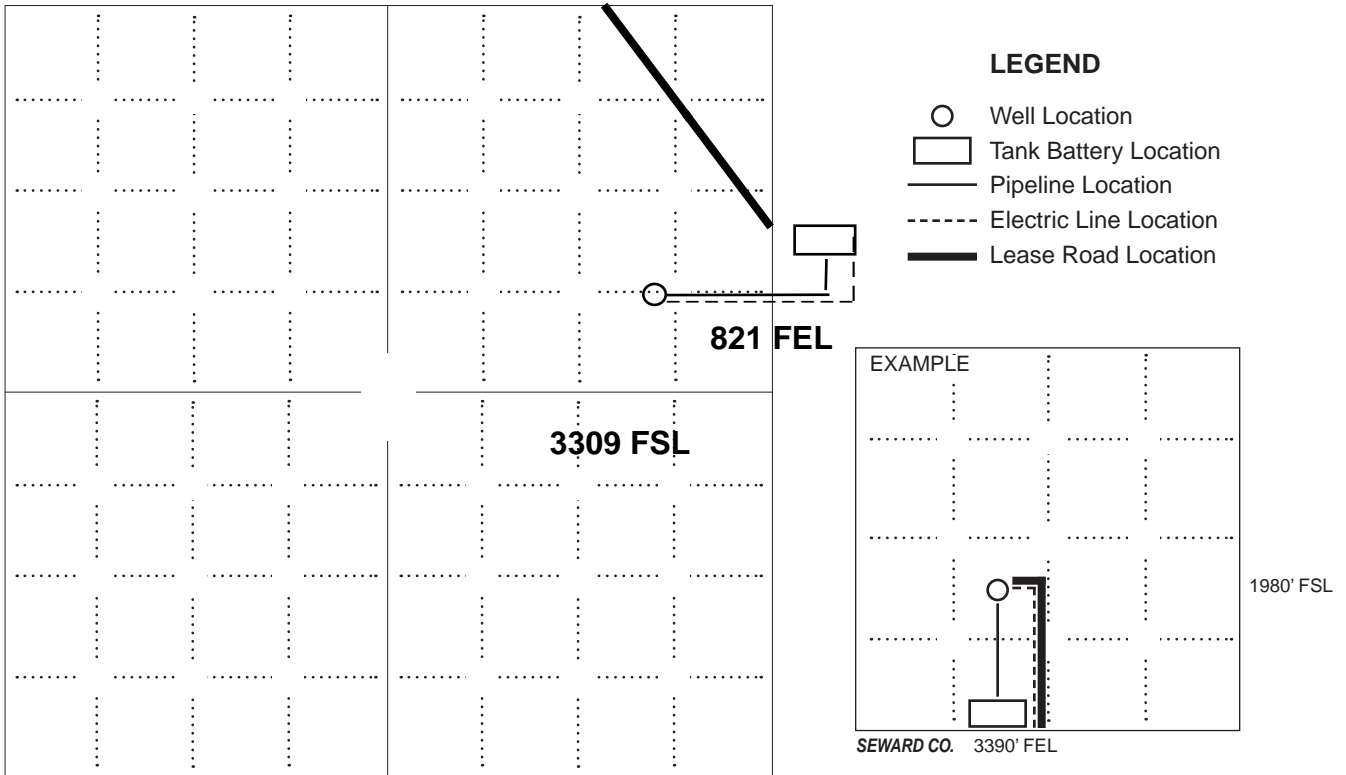 LEGEND
Well Location
Tank Battery Location
Pipeline Location
Electric Line Location
Lease Road Location
821 FEL
3309 FSL
EXAMPLE
1980’ FSL
SEWARD CO. 3390’ FEL